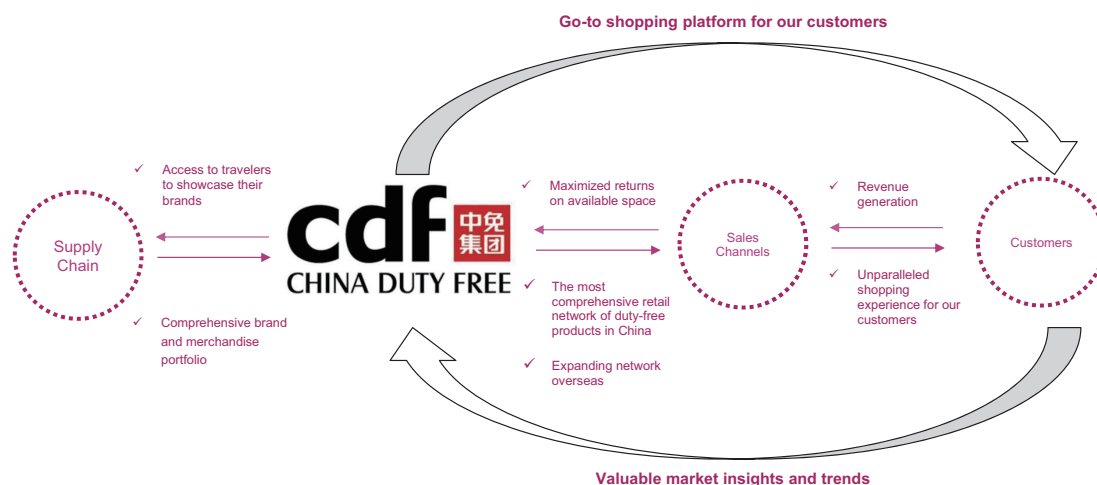 Go-to shopping platform for our customers
✓ Access to travelers
to showcase their
brands
Supply
Chain
✓ Comprehensive brand
and merchandise
portfolio
cdf 中免
集团
CHINA DUTY FREE
✓ Maximized returns
on available space
✓ The most
comprehensive retail
network of duty-free
products in China
✓ Expanding network
overseas
Sales
Channels
✓ Revenue
generation
✓ Unparalleled
shopping
experience for our
customers
Customers
Valuable market insights and trends